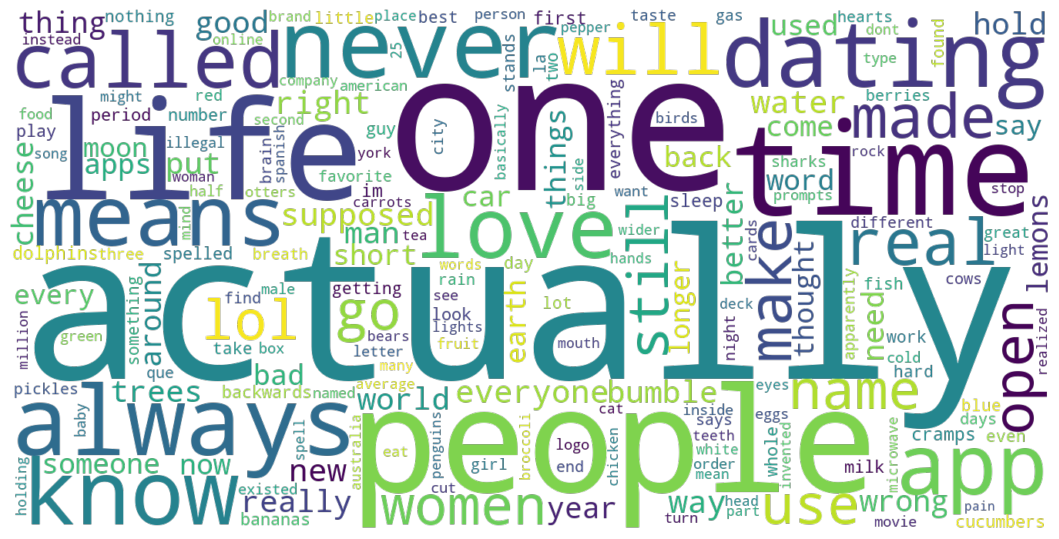 thing
nothing
brand
little
place
best
person
first
taste
gas
hearts
hold
instead
good
online
never
25
pepper
will
stands
la
two
used
dont
type
found
dating
called
company
american
food
might
red
period
number
second
right
one
city
birds
everything
water
berries
made
play
song
moon
illegal
brain
spanish
guy
york
basically
things
side
back
come
say
life
time
cheese
apps
put
woman
half
otters
favorite
im
carrots
tea
car
big
want
sleep
word
sharks
prompts
rock
stop
means
mind
supposed
man
love
still
wider
hands
better
cards
different
real
great
light
lemons
dolphins
three
spelled
breath
short
words
day
rain
see
look
lights
getting
make
thought
cows
every
around
something
million
green
actually
lol
find
male
take
box
go
bears
letter
fruit
many
average
earth
lot
mouth
longer
deck
night
apparently
need
fish
work
cold
hard
realized
open
pickles
que
trees
bad
backwards
named
world
everyone
bumble
eyes
name
blue
days
always
baby
spell
australia
penguins
people
girl
broccoli
cat
logo
says
inside
teeth
white
eggs
whole
invented
cramps
even
someone
now
new
eat
end
chicken
order
mean
milk
microwave
app
know
holding
existed
really
bananas
cut
women
year
way
turn
head
part
use
wrong
movie
pain
cucumbers